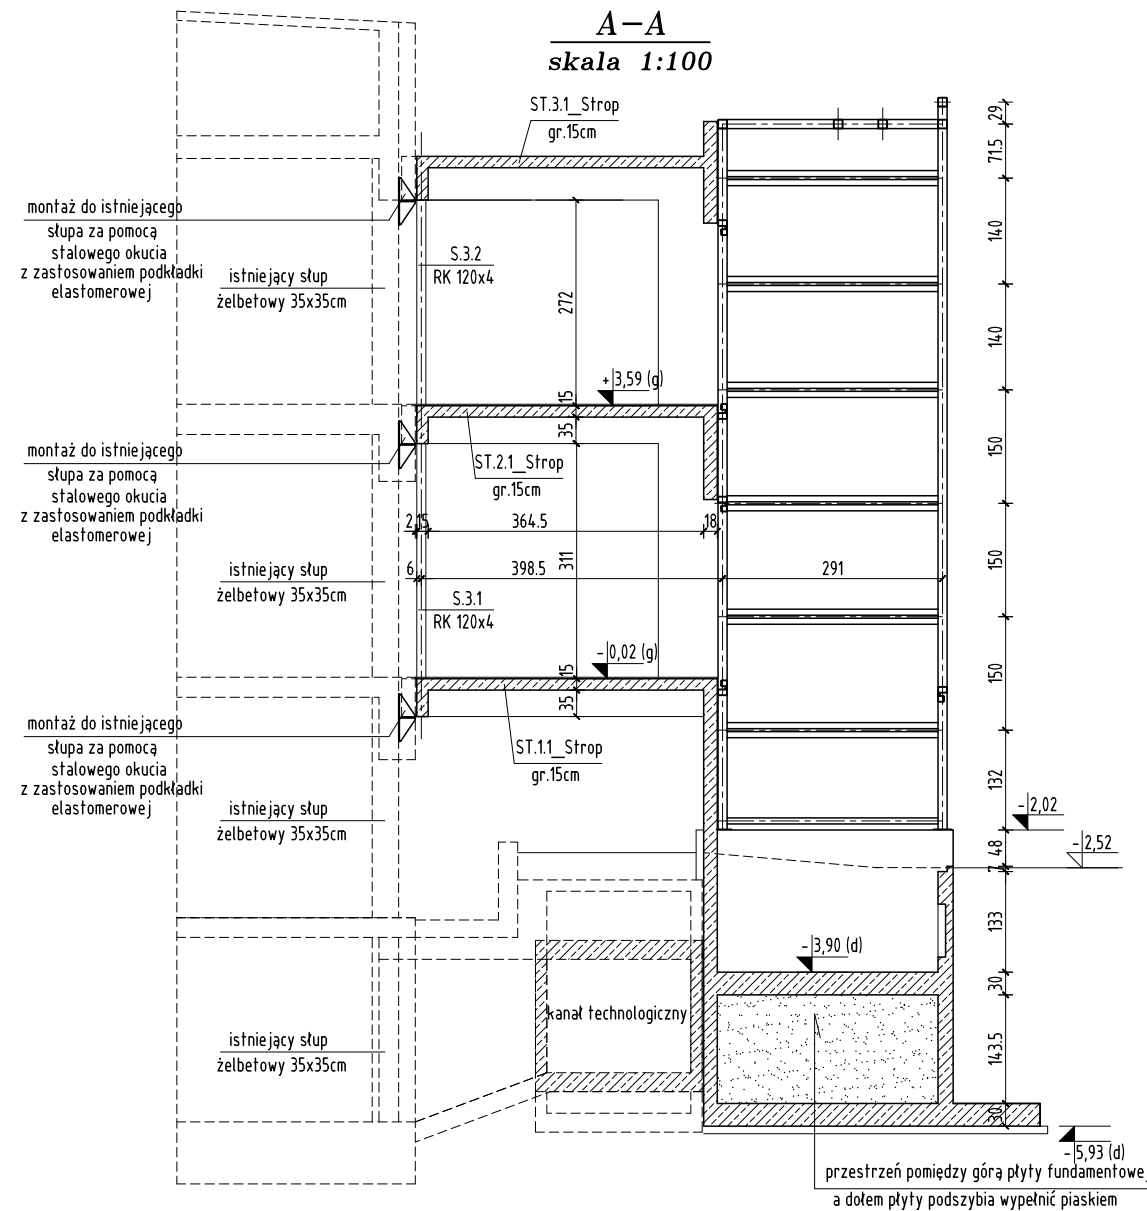 A-A
skala 1:100
ST.3.1_Strop
gr.15cm
29
71.5
140
140
150
150
150
132
48
7
133
30
143.5
30
montaż do istniejącego
słupa za pomocą
stalowego okucia
z zastosowaniem podkładki
elastomerowej
istniejący słup
żelbetowy 35x35cm
S.3.2
RK 120x4
272
+3,59 (g)
15
35
montaż do istniejącego
słupa za pomocą
stalowego okucia
z zastosowaniem podkładki
elastomerowej
ST.2.1_Strop
gr.15cm
2
15
364.5
18
311
istniejący słup
żelbetowy 35x35cm
6
398.5
291
S.3.1
RK 120x4
-0,02 (g)
15
35
montaż do istniejącego
słupa za pomocą
stalowego okucia
z zastosowaniem podkładki
elastomerowej
ST.1.1_Strop
gr.15cm
istniejący słup
żelbetowy 35x35cm
-2,02
-2,52
-3,90 (d)
kanał technologiczny
istniejący słup
żelbetowy 35x35cm
-5,93 (d)
przestrzeń pomiędzy górą płyty fundamentowej
a dołem płyty podszybia wypełnić piaskiem